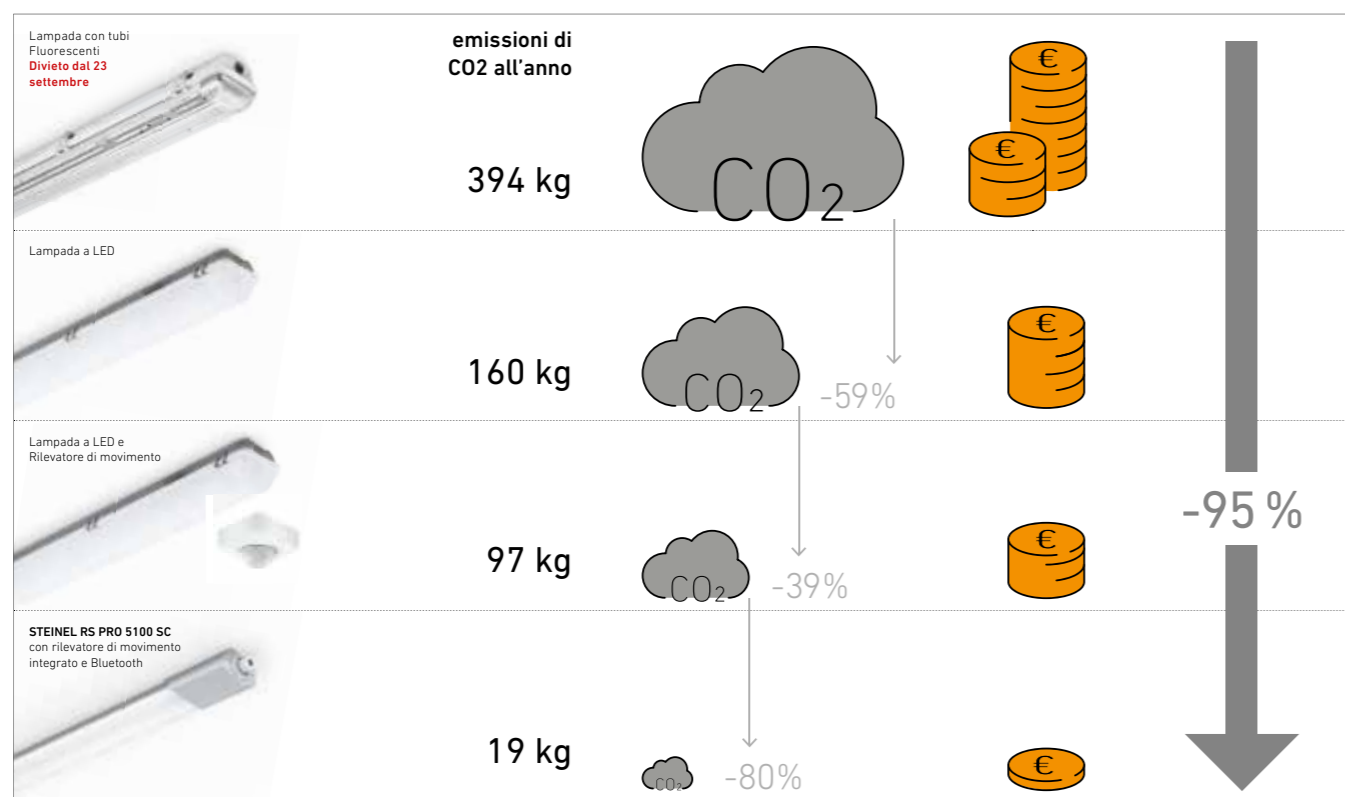 Lampada con tubi
Fluorescenti
Divieto dal 23
settembre
emissioni di
CO2 all'anno
394 kg
CO2
€
€
Lampada a LED
160 kg
CO2
-59%
€
Lampada a LED e
Rilevatore di movimento
97 kg
CO2
-39%
€
-95 %
STEINEL RS PRO 5100 SC
con rilevatore di movimento
integrato e Bluetooth
19 kg
CO2
-80%
€